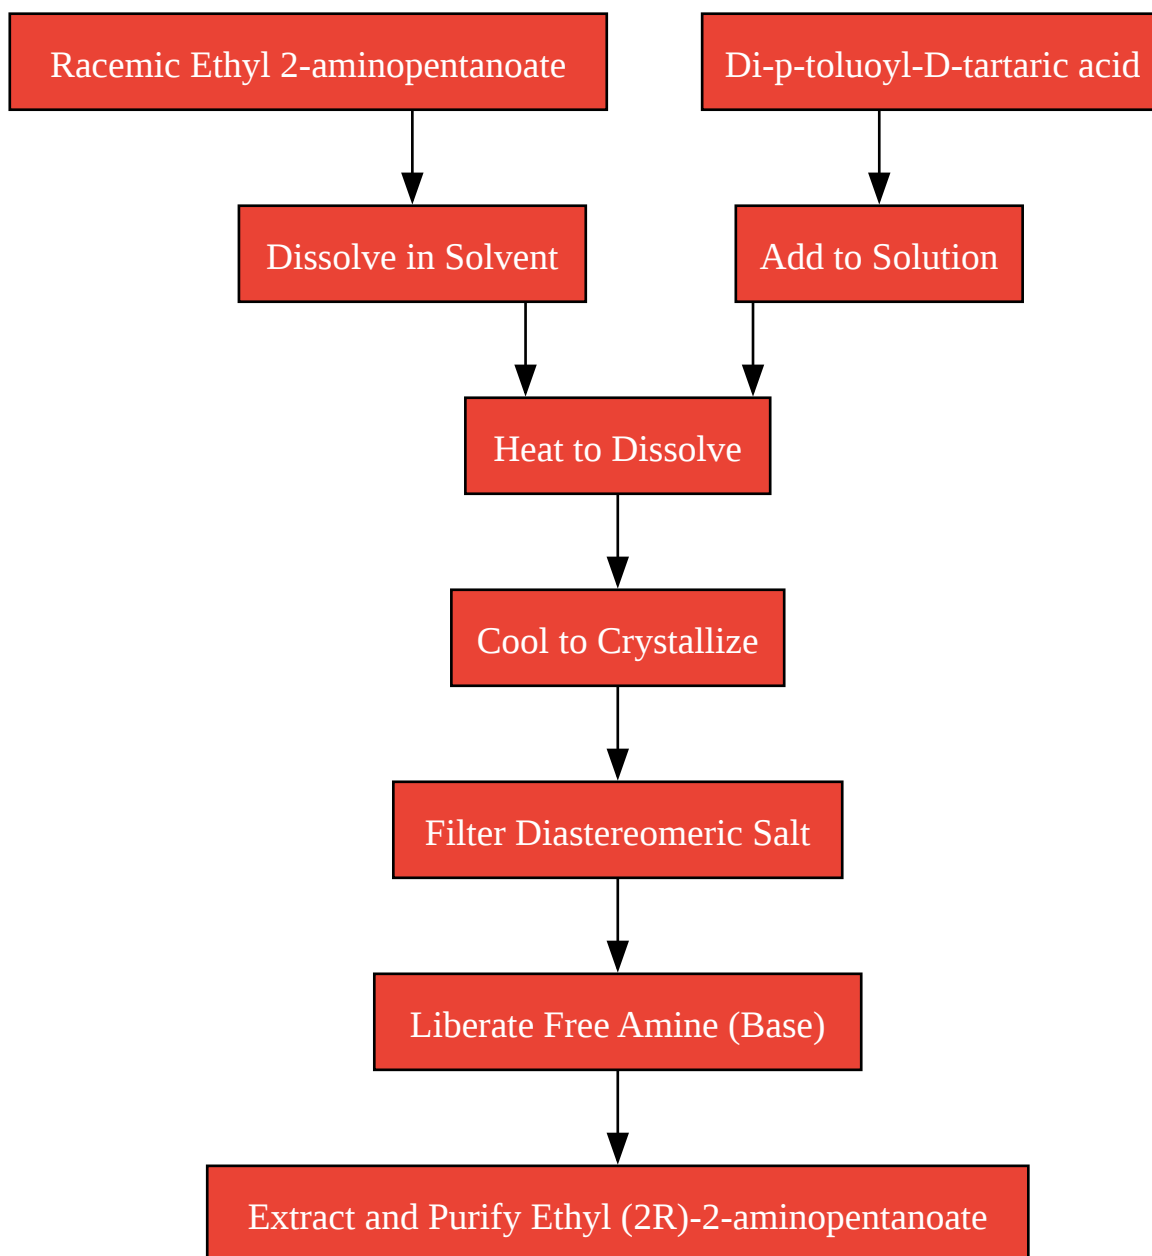 Racemic Ethyl 2-aminopentanoate
Di-p-toluoyl-D-tartaric acid
Dissolve in Solvent
Add to Solution
Heat to Dissolve
Cool to Crystallize
Filter Diastereomeric Salt
Liberate Free Amine (Base)
Extract and Purify Ethyl (2R)-2-aminopentanoate